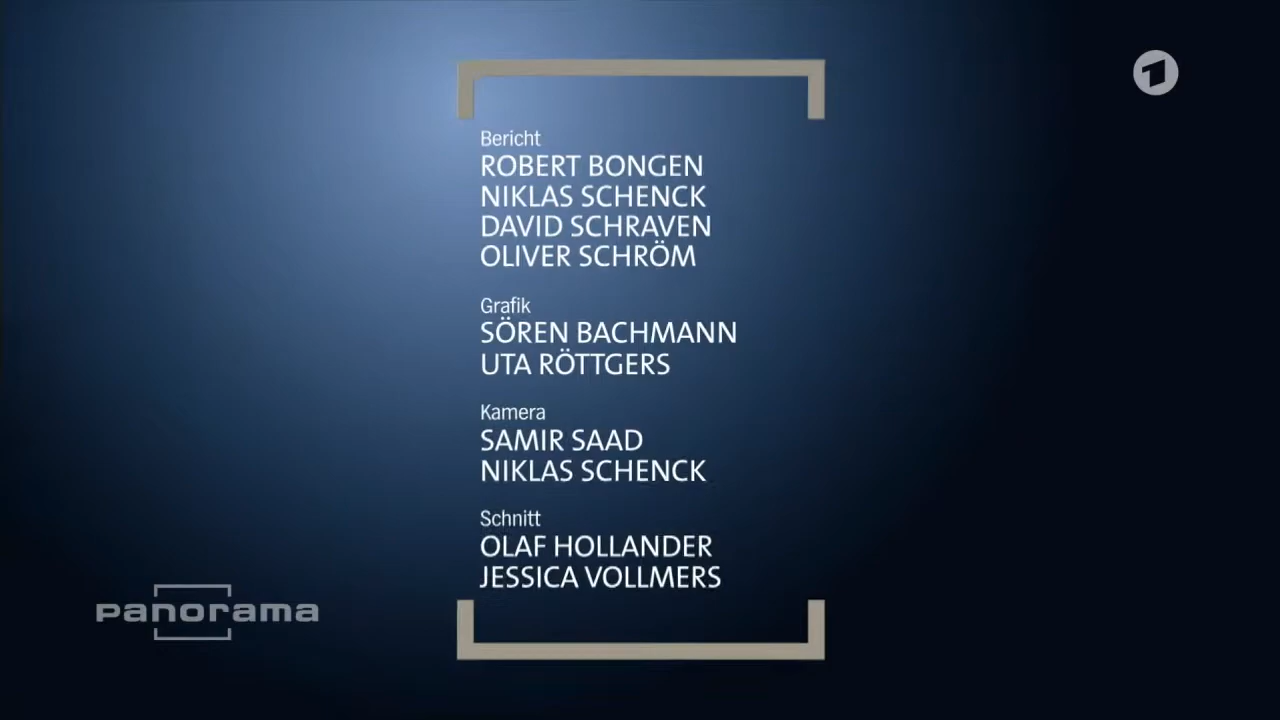 Bericht
ROBERT BONGEN
NIKLAS SCHENCK
DAVID SCHRAVEN
OLIVER SCHRÖM
Grafik
SÖREN BACHMANN
UTA RÖTTGERS
Kamera
SAMIR SAAD
NIKLAS SCHENCK
Schnitt
OLAF HOLLANDER
JESSICA VOLLMERS
panorama
1